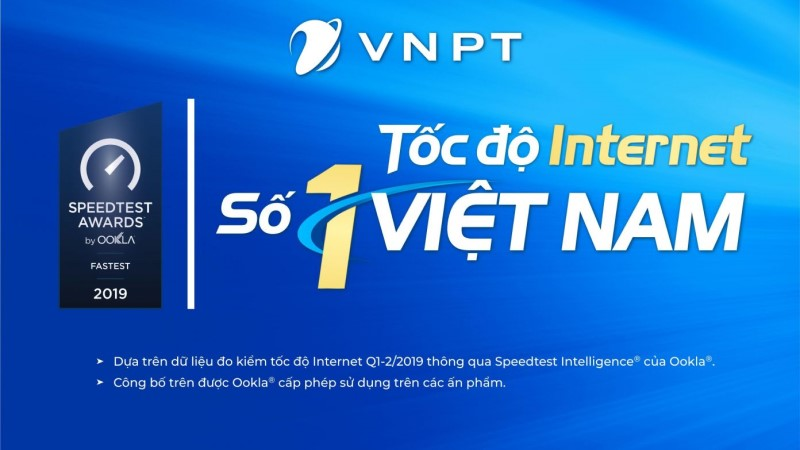 VNPT
SPEEDTEST
AWARDS
by OOKLA
FASTEST
2019
Tốc độ Internet
Số 1 VIỆT NAM
➤ Dựa trên dữ liệu đo kiểm tốc độ Internet Q1-2/2019 thông qua Speedtest Intelligence® của Ookla®.
➤ Công bố trên được Ookla® cấp phép sử dụng trên các ấn phẩm.